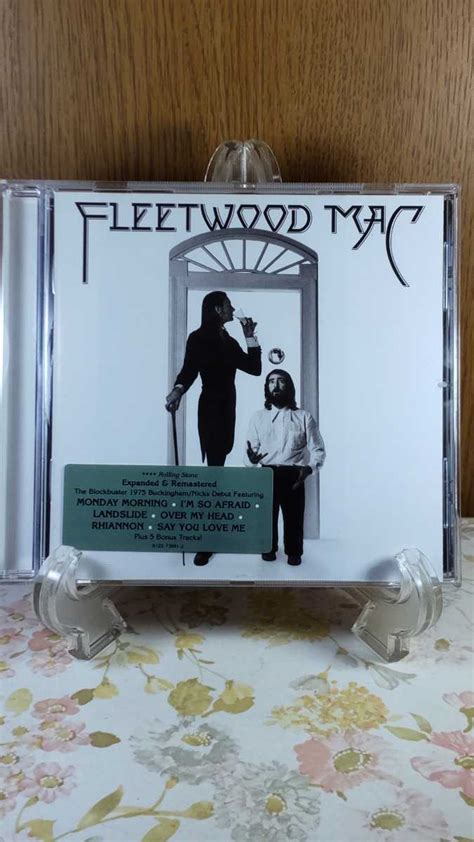 FLEETWOOD MAC
★★★★ Rolling Stone
Expanded & Remastered
The Blockbuster 1975 Buckingham/Nicks Debut Featuring
MONDAY MORNING • I'M SO AFRAID •
LANDSLIDE • OVER MY HEAD •
RHIANNON • SAY YOU LOVE ME
Plus 5 Bonus Tracks!